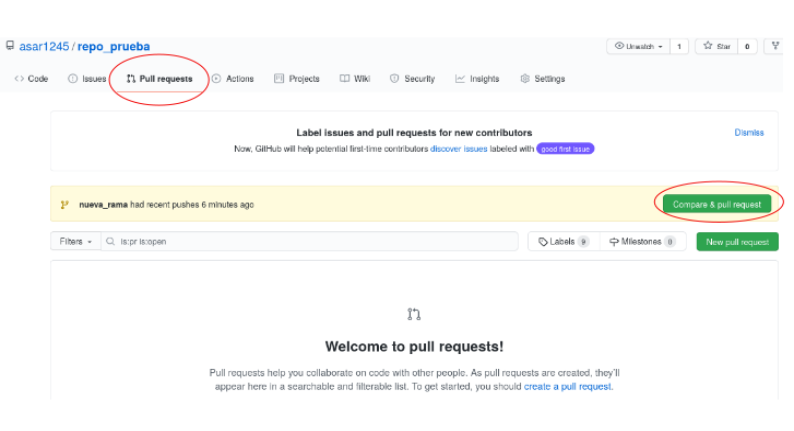 asar1245 / repo_prueba
Unwatch 1 Star 0
<> Code Issues Pull requests Actions Projects Wiki Security Insights Settings
Label issues and pull requests for new contributors
Dismiss
Now, GitHub will help potential first-time contributors discover issues labeled with good first issue
nueva_rama had recent pushes 6 minutes ago
Compare & pull request
Filters is:pr is:open Labels 9 Milestones 0 New pull request
Welcome to pull requests!
Pull requests help you collaborate on code with other people. As pull requests are created, they'll
appear here in a searchable and filterable list. To get started, you should create a pull request.